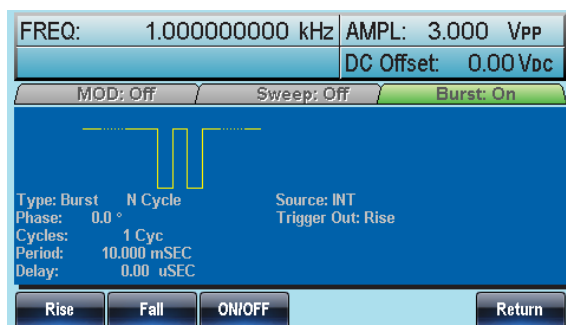 FREQ: 1.000000000 kHz AMPL: 3.000 VPP
DC Offset: 0.00 VDC
MOD: Off Sweep: Off Burst: On
Type: Burst N Cycle Source: INT
Phase: 0.0 ° Trigger Out: Rise
Cycles: 1 Cyc
Period: 10.000 mSEC
Delay: 0.00 uSEC
Rise Fall ON/OFF Return